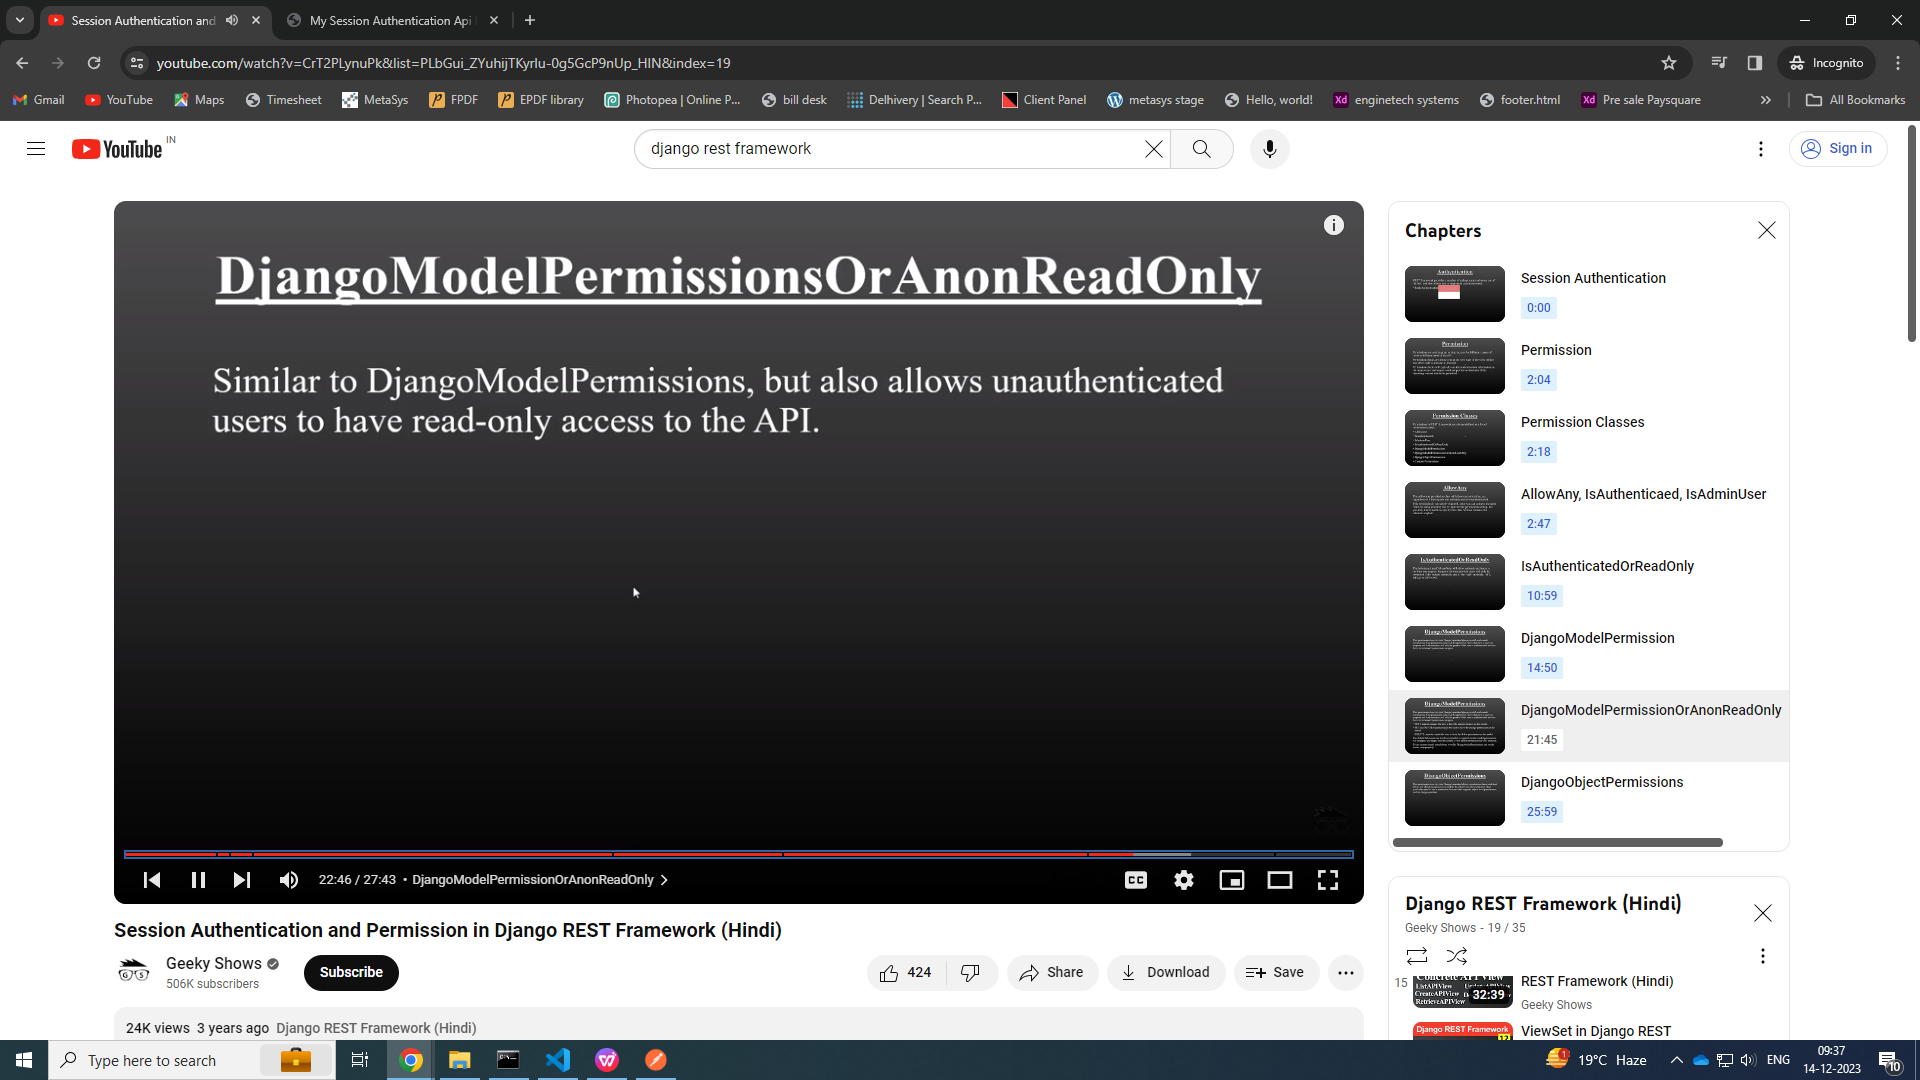 Session Authentication and
My Session Authentication Api
youtube.com/watch?v=CrT2PLynuPk&list=PLbGui_ZYuhijTKyrlu-0g5GcP9nUp_HIN&index=19
Incognito
Gmail
YouTube
Maps
Timesheet
MetaSys
FPDF
EPDF library
Photopea | Online P...
bill desk
Delhivery | Search P...
Client Panel
metasys stage
Hello, world!
Xd
enginetech systems
footer.html
Xd
Pre sale Paysquare
All Bookmarks
YouTube IN
django rest framework
Sign in
DjangoModelPermissionsOrAnonReadOnly
Similar to DjangoModelPermissions, but also allows unauthenticated
users to have read-only access to the API.
22:46 / 27:43 • DjangoModelPermissionOrAnonReadOnly
CC
Chapters
Session Authentication
0:00
Permission
2:04
Permission Classes
2:18
AllowAny, IsAuthenticaed, IsAdminUser
2:47
IsAuthenticatedOrReadOnly
10:59
DjangoModelPermission
14:50
DjangoModelPermissionOrAnonReadOnly
21:45
DjangoObjectPermissions
25:59
Session Authentication and Permission in Django REST Framework (Hindi)
Geeky Shows
506K subscribers
Subscribe
424
Share
Download
Save
24K views 3 years ago Django REST Framework (Hindi)
Django REST Framework (Hindi)
Geeky Shows - 19 / 35
15
32:39
REST Framework (Hindi)
Geeky Shows
Django REST Framework
ViewSet in Django REST
Type here to search
1
19°C Haze
ENG
09:37
14-12-2023
10